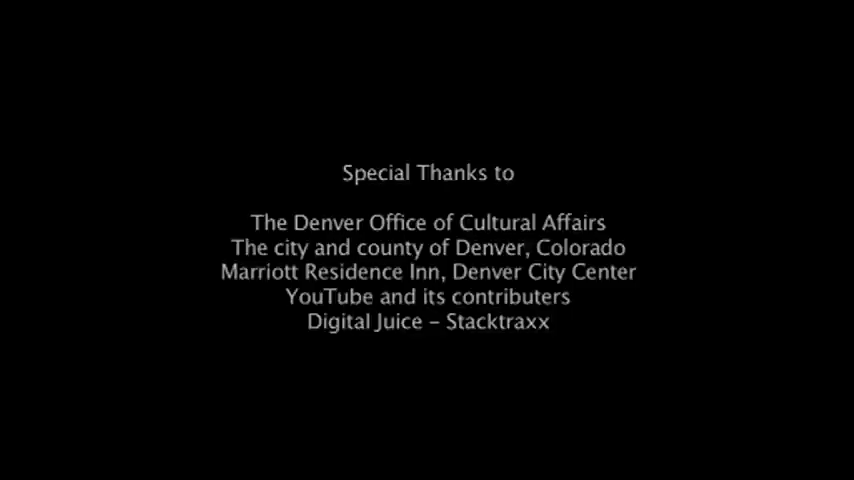 Special Thanks to
The Denver Office of Cultural Affairs
The city and county of Denver, Colorado
Marriott Residence Inn, Denver City Center
YouTube and its contributers
Digital Juice - Stacktraxx